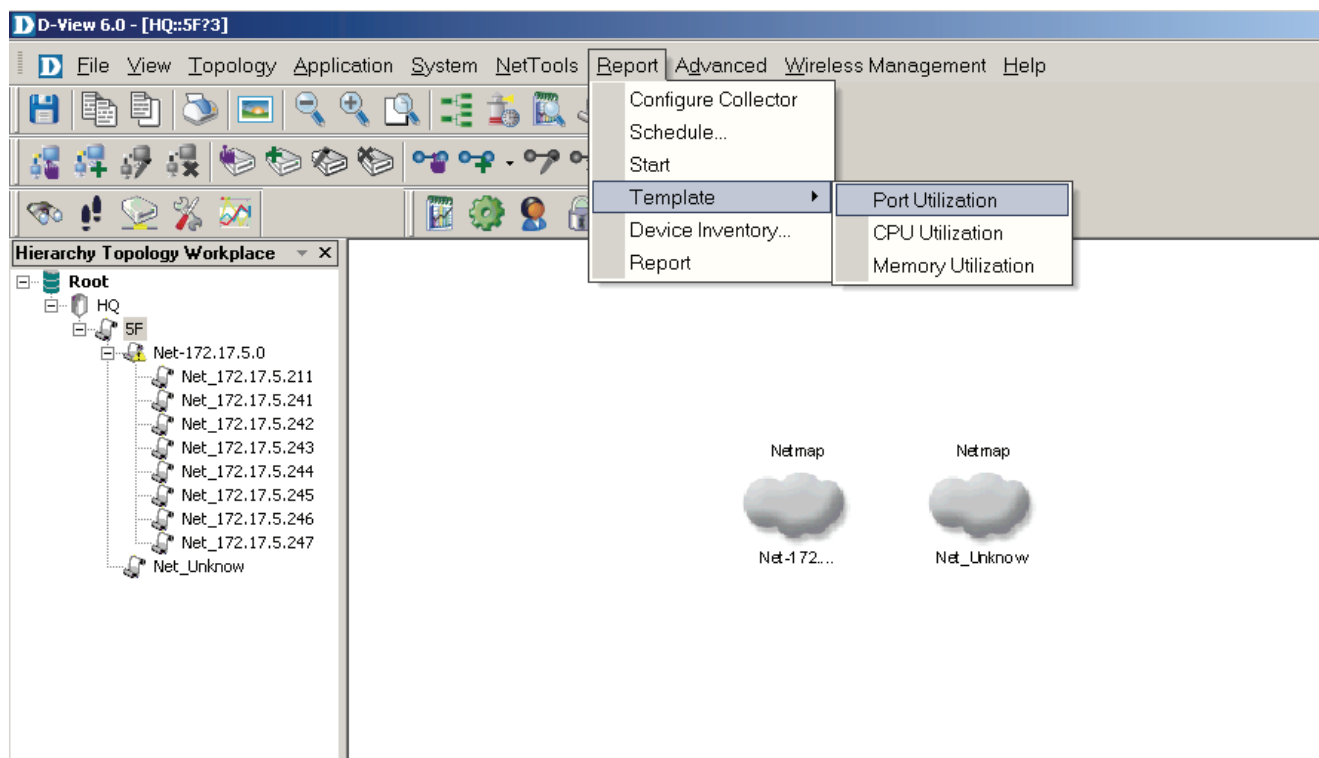 D-View 6.0 - [HQ::5F?3]
File View Topology Application System NetTools Report Advanced Wireless Management Help
Configure Collector
Schedule...
Start
Template
Device Inventory...
Report
Port Utilization
CPU Utilization
Memory Utilization
Hierarchy Topology Workplace
Root
HQ
5F
Net-172.17.5.0
Net_172.17.5.211
Net_172.17.5.241
Net_172.17.5.242
Net_172.17.5.243
Net_172.17.5.244
Net_172.17.5.245
Net_172.17.5.246
Net_172.17.5.247
Net_Unknow
Netmap
Net-172....
Netmap
Net_Unknow